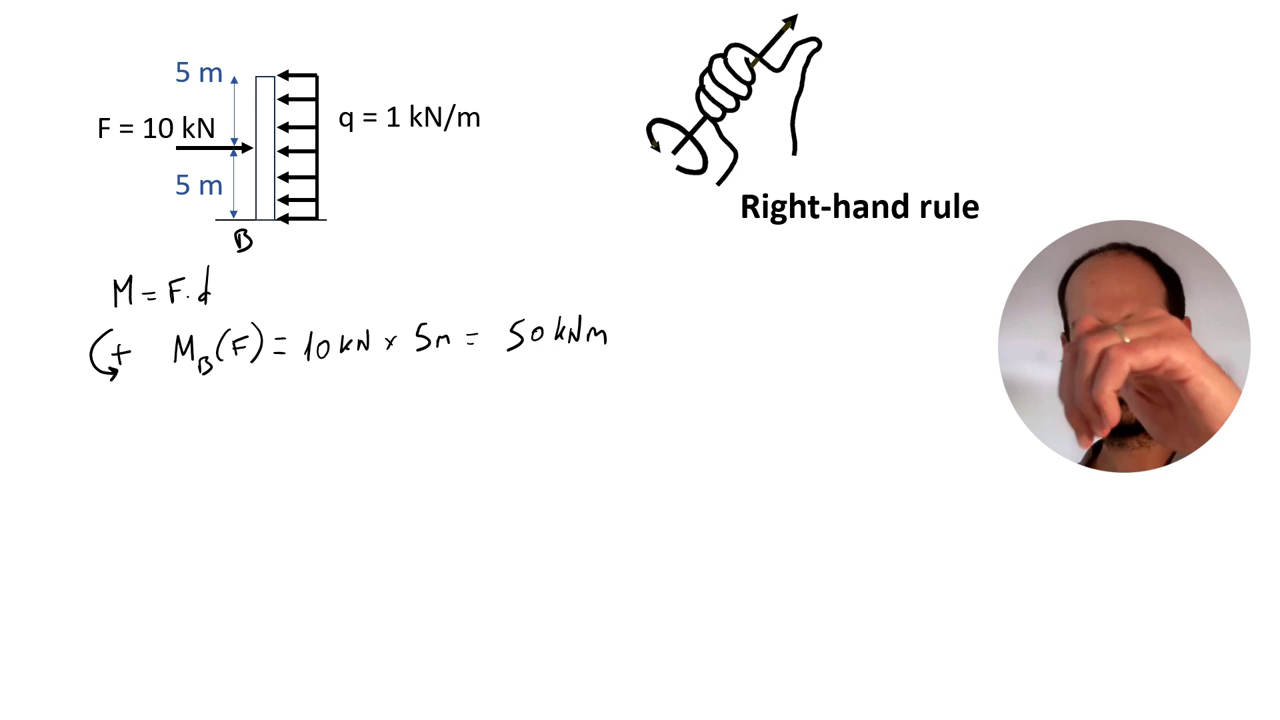 5 m
F = 10 kN
q = 1 kN/m
5 m
B
Right-hand rule
M = F.d
+ M_B(F) = 10 kN × 5m = 50 kNm